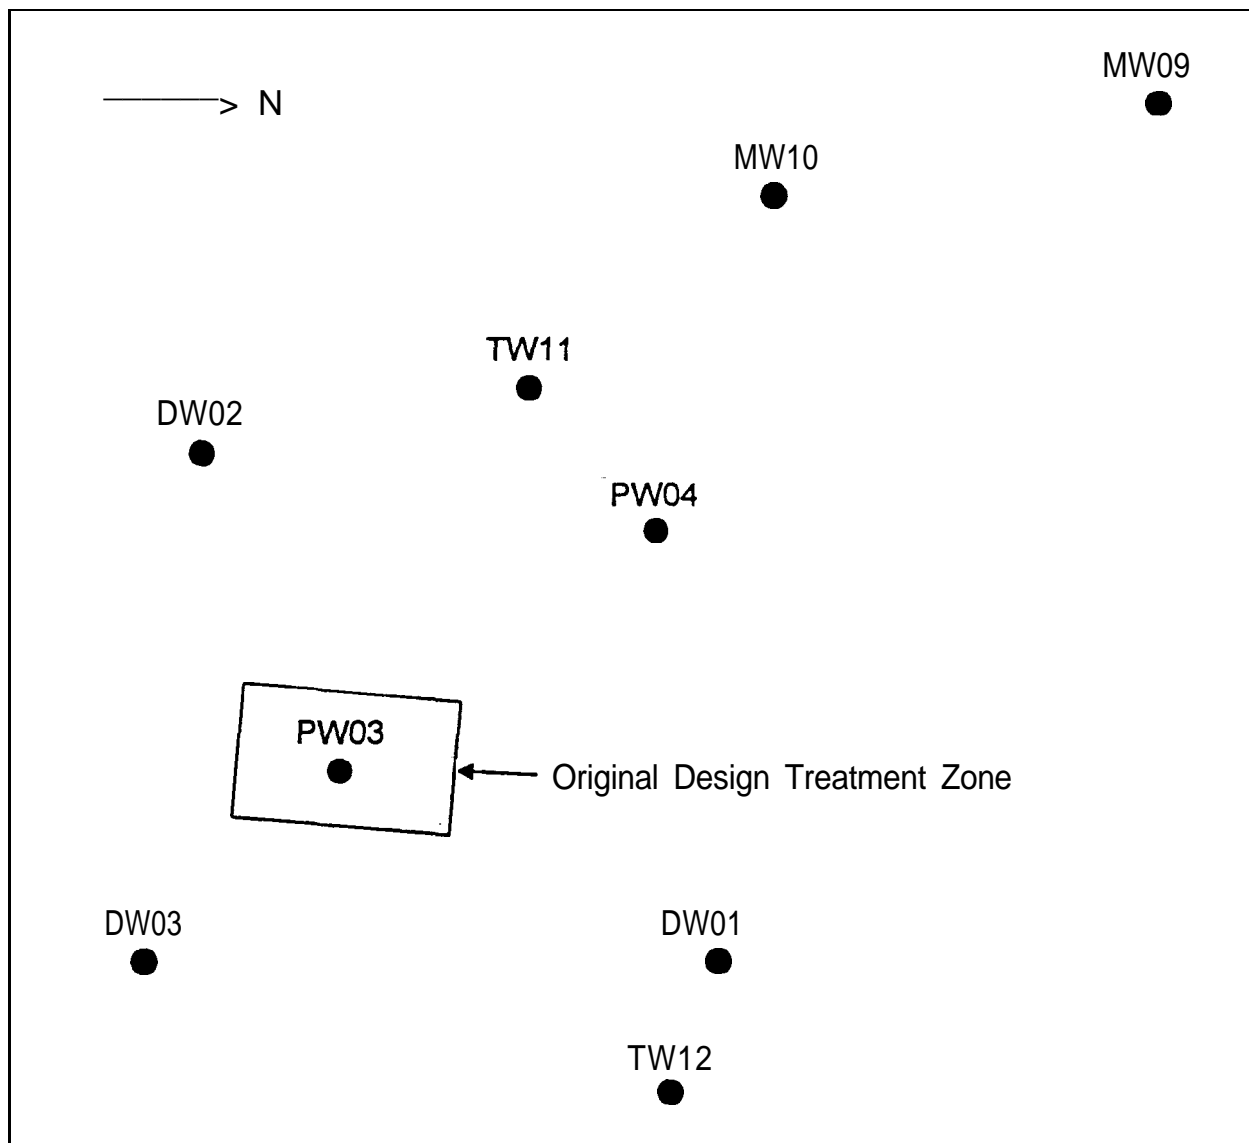 MW09
N
MW10
TW11
DW02
PW04
PW03
Original Design Treatment Zone
DW03
DW01
TW12